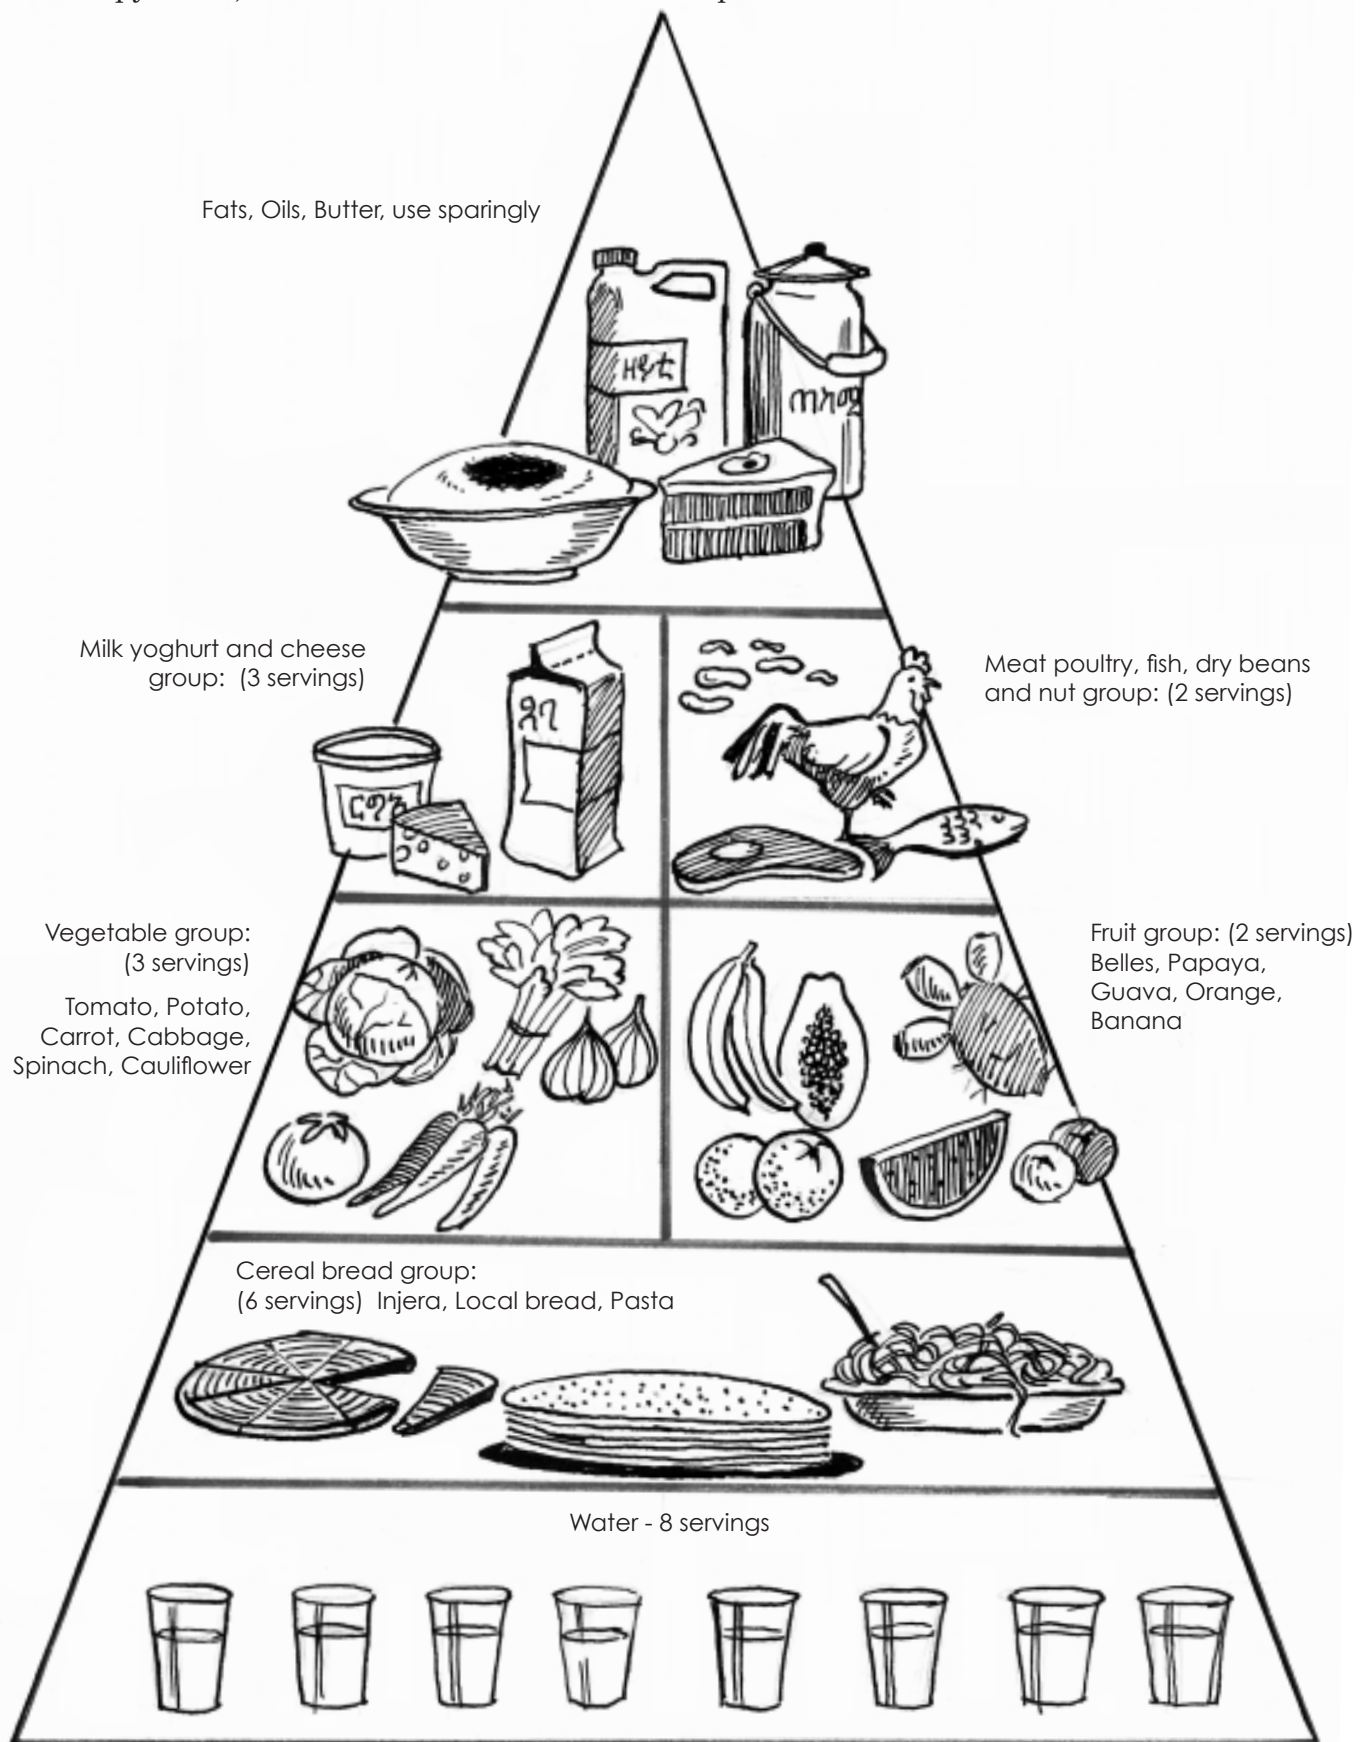 Fats, Oils, Butter, use sparingly
ዘይት
Milk yoghurt and cheese
group: (3 servings)
Meat poultry, fish, dry beans
and nut group: (2 servings)
Vegetable group:
(3 servings)
Tomato, Potato,
Carrot, Cabbage,
Spinach, Cauliflower
Fruit group: (2 servings)
Belles, Papaya,
Guava, Orange,
Banana
Cereal bread group:
(6 servings) Injera, Local bread, Pasta
Water - 8 servings